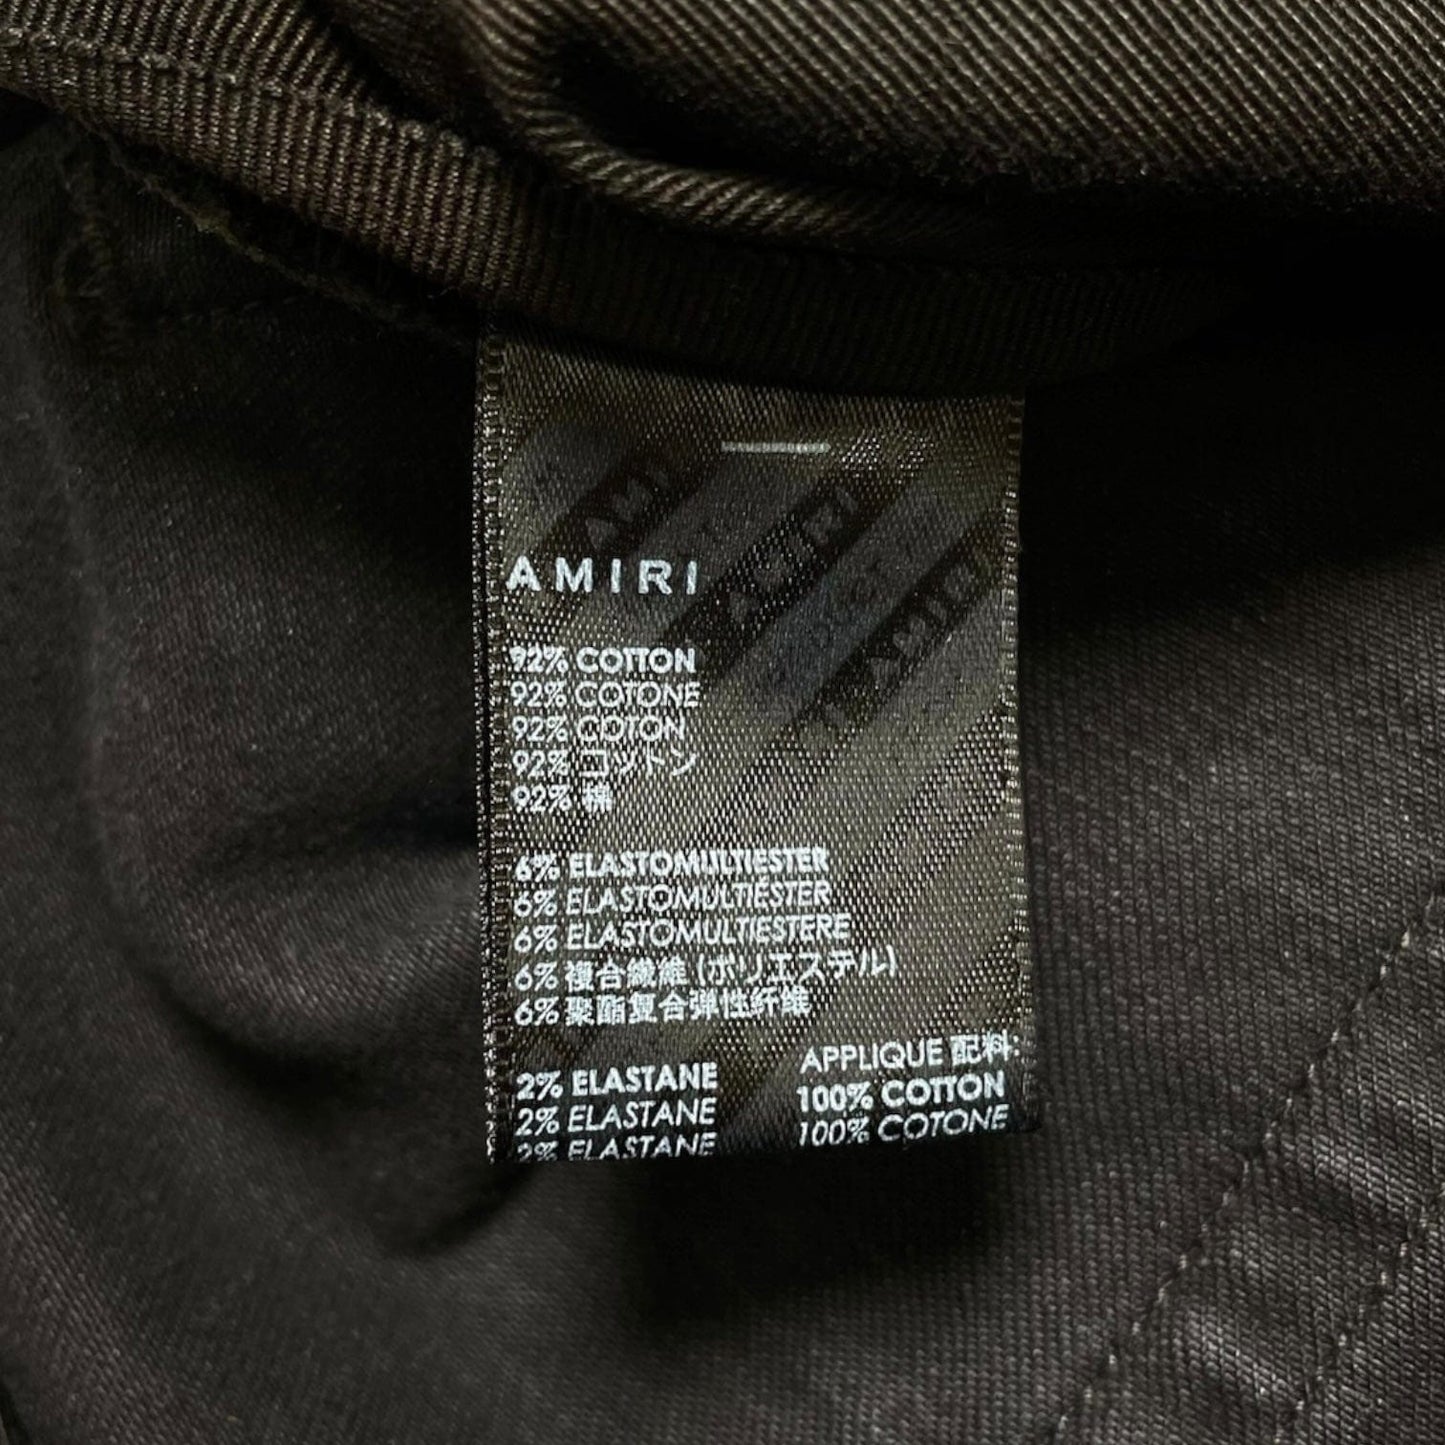 AMIRI
92% COTTON
92% COTONE
92% COTON
92% コットン
92% 棉
6% ELASTOMULTIESTER
6% ELASTOMULTIESTER
6% ELASTOMULTIESTERE
6% 複合繊維 (ポリエステル)
6% 聚酯复合弹性纤维
2% ELASTANE
2% ELASTANE
2% ELASTANE
APPLIQUE 配料:
100% COTTON
100% COTONE